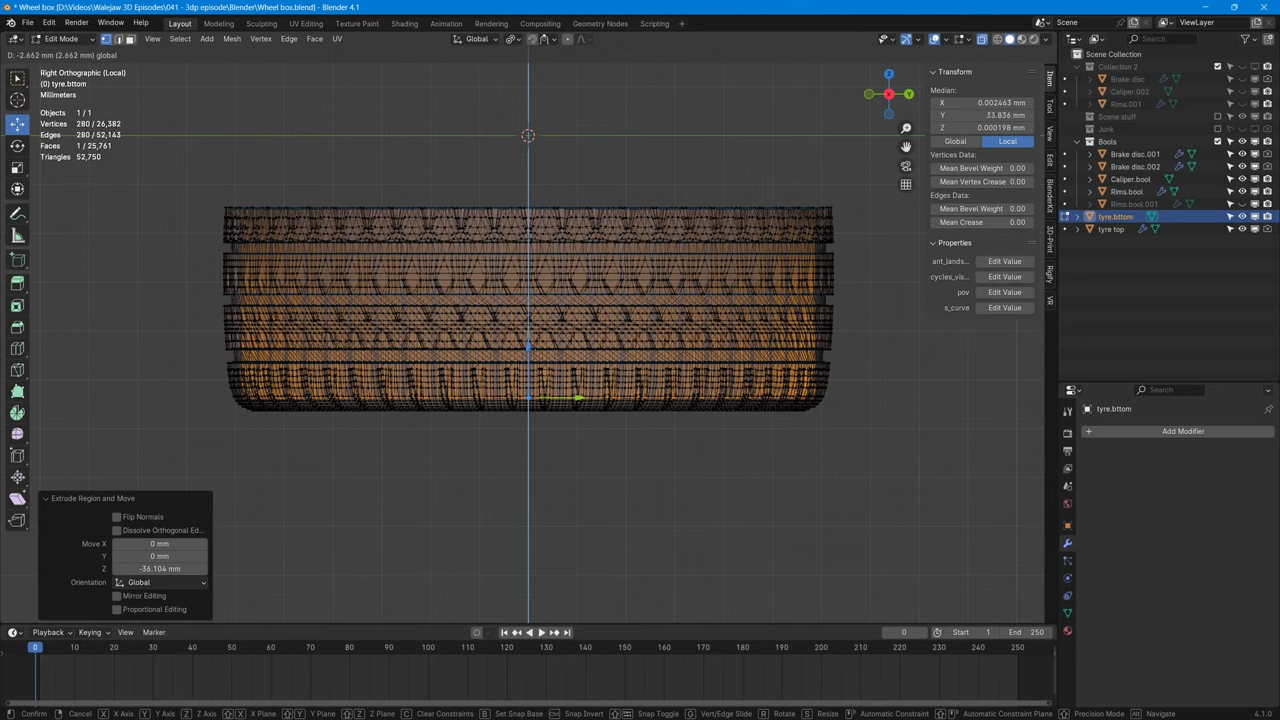 * Wheel box [D:\Videos\Walejaw 3D Episodes\041 - 3dp episode\Blender\Wheel box.blend] - Blender 4.1
File Edit Render Window Help Layout Modeling Sculpting UV Editing Texture Paint Shading Animation Rendering Compositing Geometry Nodes Scripting Scene ViewLayer
Edit Mode View Select Add Mesh Vertex Edge Face UV Global
D: -2.662 mm (2.662 mm) global
Right Orthographic (Local)
(0) tyre.bttom
Millimeters
Objects 1 / 1
Vertices 280 / 26,382
Edges 280 / 52,143
Faces 1 / 25,761
Triangles 52,750
Z
Y
X
Transform
Median:
X 0.002463 mm
Y 33.836 mm
Z 0.000198 mm
Global Local
Vertices Data:
Mean Bevel Weight 0.00
Mean Vertex Crease 0.00
Edges Data:
Mean Bevel Weight 0.00
Mean Crease 0.00
Properties
ant_lands... Edit Value
cycles_vis... Edit Value
pov Edit Value
s_curve Edit Value
Item
Tool
View
Edit
BlenderKit
3D-Print
Rigify
VR
Search
Scene Collection
Collection 2
Brake disc
Caliper.002
Rims.001
Scene stuff
Junk
Bools
Brake disc.001
Brake disc.002
Caliper.bool
Rims.bool
Rims.bool.001
tyre.bttom
tyre top
Search
tyre.bttom
Add Modifier
Extrude Region and Move
Flip Normals
Dissolve Orthogonal Ed...
Move X 0 mm
Y 0 mm
Z -36.104 mm
Orientation Global
Mirror Editing
Proportional Editing
Playback Keying View Marker 0 Start 1 End 250
0 10 20 30 40 50 60 70 80 90 100 110 120 130 140 150 160 170 180 190 200 210 220 230 240 250
Confirm Cancel X X Axis Y Y Axis Z Z Axis X X Plane Y Y Plane Z Z Plane C Clear Constraints B Set Snap Base Snap Invert Snap Toggle G Vert/Edge Slide R Rotate S Resize Automatic Constraint Automatic Constraint Plane Precision Mode Navigate 4.1.0